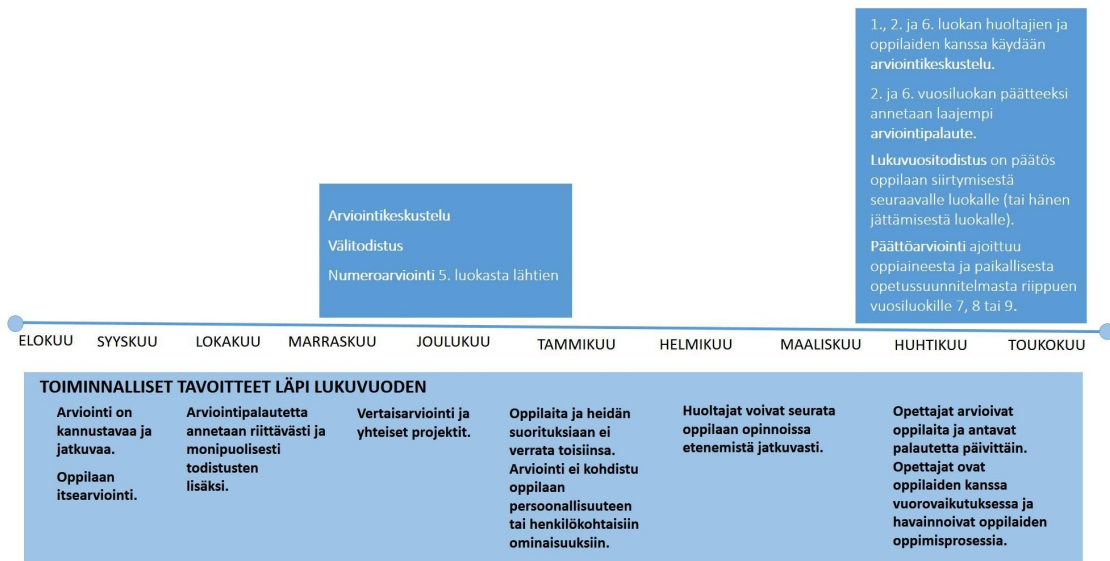 1., 2. ja 6. luokan huoltajien ja
oppilaiden kanssa käydään
arviointikeskustelu.
2. ja 6. vuosiluokan päätteeksi
annetaan laajempi
arviointipalaute.
Lukuvuositodistus on päätös
oppilaan siirtymisestä
seuraavalle luokalle (tai hänen
jättämisestä luokalle).
Päättöarviointi ajoittuu
oppiaineesta ja paikallisesta
opetussuunnitelmasta riippuen
vuosiluokille 7, 8 tai 9.
Arviointikeskustelu
Välitodistus
Numeroarviointi 5. luokasta lähtien
ELOKUU SYYSKUU LOKAKUU MARRASKUU JOULUKUU TAMMIKUU HELMIKUU MAALISKUU HUHTIKUU TOUKOKUU
TOIMINNALLISET TAVOITTEET LÄPI LUKUVUODEN
Arviointi on
kannustavaa ja
jatkuvaa.
Oppilaan
itsearviointi.
Arviointipalautetta
annetaan riittävästi ja
monipuolisesti
todistusten
lisäksi.
Vertaisarviointi ja
yhteiset projektit.
Oppilaita ja heidän
suorituksiaan ei
verrata toisiinsa.
Arviointi ei kohdistu
oppilaan
persoonallisuuteen
tai henkilökohtaisiin
ominaisuuksiin.
Huoltajat voivat seurata
oppilaan opinnoissa
etenemistä jatkuvasti.
Opettajat arvioivat
oppilaita ja antavat
palautetta päivittäin.
Opettajat ovat
oppilaiden kanssa
vuorovaikutuksessa ja
havainnoivat oppilaiden
oppimisprosessia.